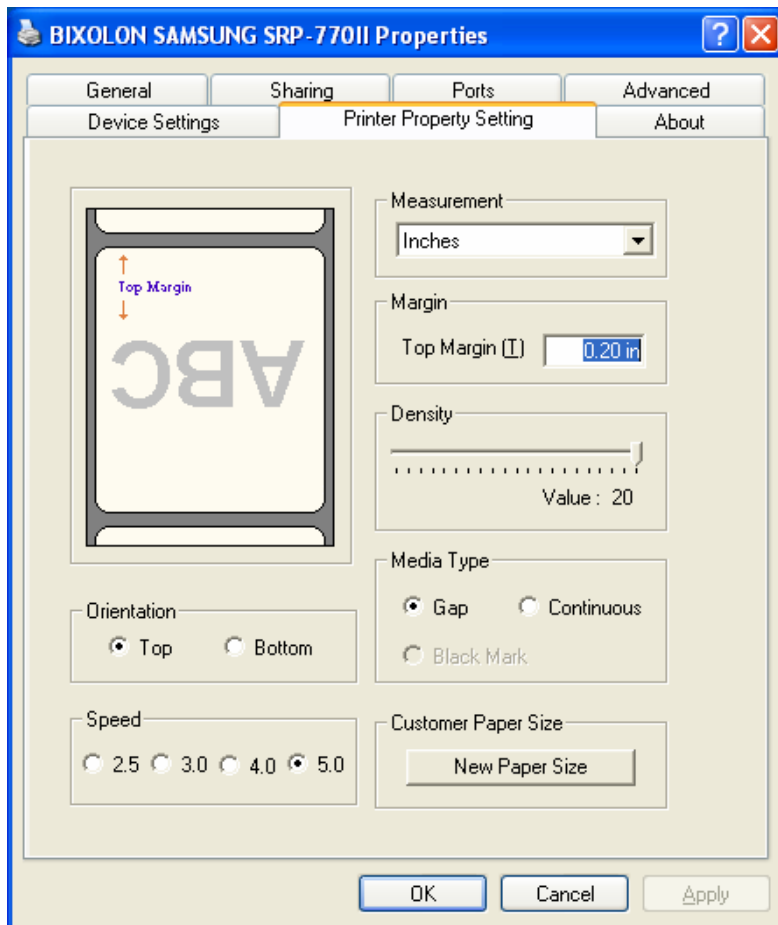 BIXOLON SAMSUNG SRP-770II Properties
General Sharing Ports Advanced
Device Settings Printer Property Setting About
Top Margin
ABC
Measurement
Inches
Margin
Top Margin (T) 0.20 in
Density
Value : 20
Media Type
Gap Continuous
Black Mark
Orientation
Top Bottom
Speed
2.5 3.0 4.0 5.0
Customer Paper Size
New Paper Size
OK Cancel Apply